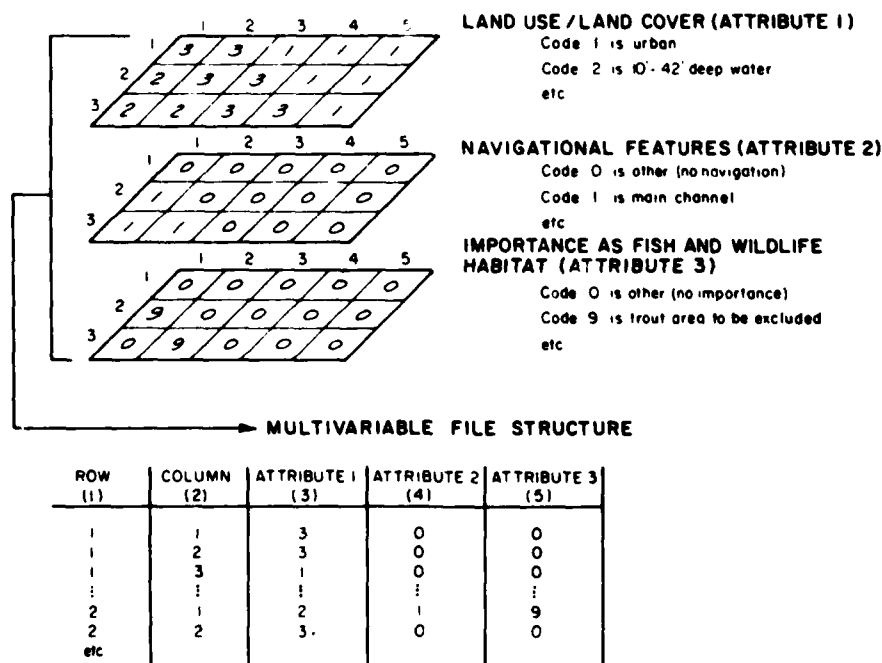 1 2 3 4 5
1 3 3 1 1 1
2 2 3 3 1 1
3 2 2 3 3 1
LAND USE / LAND COVER (ATTRIBUTE 1)
Code 1 is urban
Code 2 is 10'- 42' deep water
etc
1 2 3 4 5
1 0 0 0 0 0
2 1 0 0 0 0
3 1 1 0 0 0
NAVIGATIONAL FEATURES (ATTRIBUTE 2)
Code 0 is other (no navigation)
Code 1 is main channel
etc
1 2 3 4 5
1 0 0 0 0 0
2 9 0 0 0 0
3 0 9 0 0 0
IMPORTANCE AS FISH AND WILDLIFE
HABITAT (ATTRIBUTE 3)
Code 0 is other (no importance)
Code 9 is trout area to be excluded
etc
MULTIVARIABLE FILE STRUCTURE
ROW COLUMN ATTRIBUTE 1 ATTRIBUTE 2 ATTRIBUTE 3
(1) (2) (3) (4) (5)
1 1 3 0 0
1 2 3 0 0
1 3 1 0 0
⋮ ⋮ ⋮ ⋮ ⋮
2 1 2 1 9
2 2 3 0 0
etc